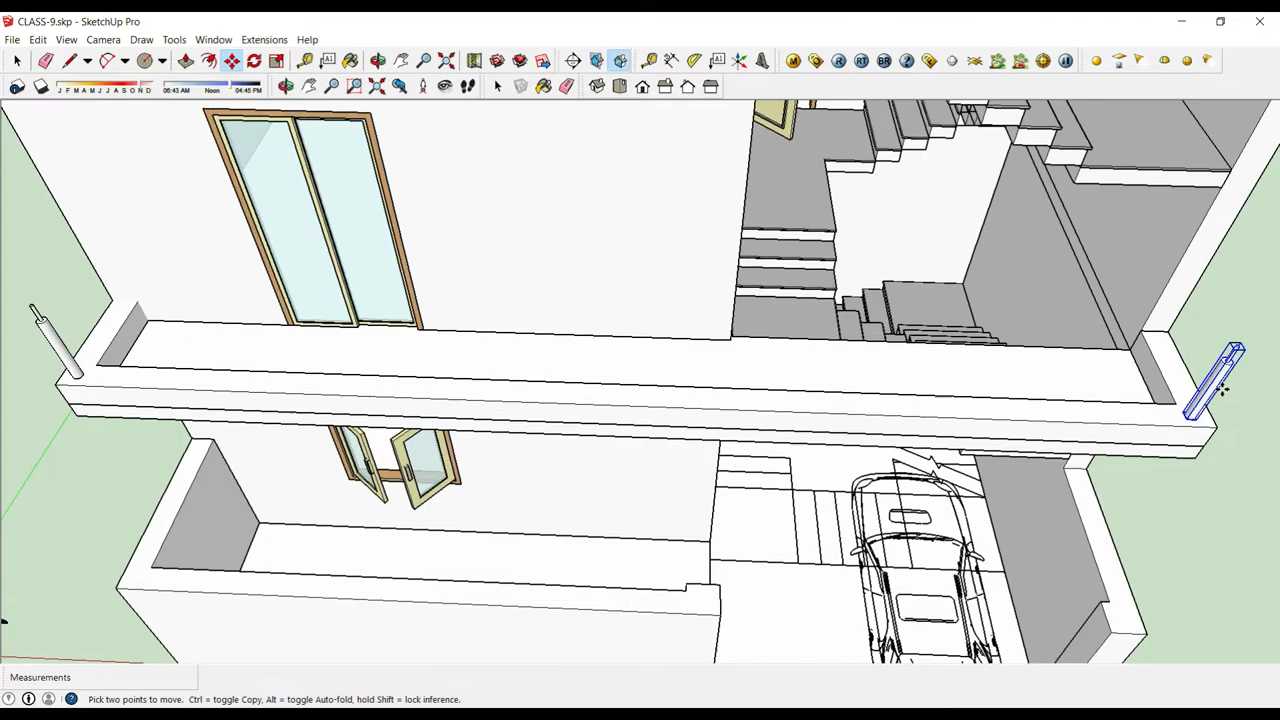 CLASS-9.skp - SketchUp Pro
File Edit View Camera Draw Tools Window Extensions Help
J F M A M J J A S O N D 06:43 AM Noon 04:45 PM
M R RT BR
Measurements
Pick two points to move. Ctrl = toggle Copy, Alt = toggle Auto-fold, hold Shift = lock inference.